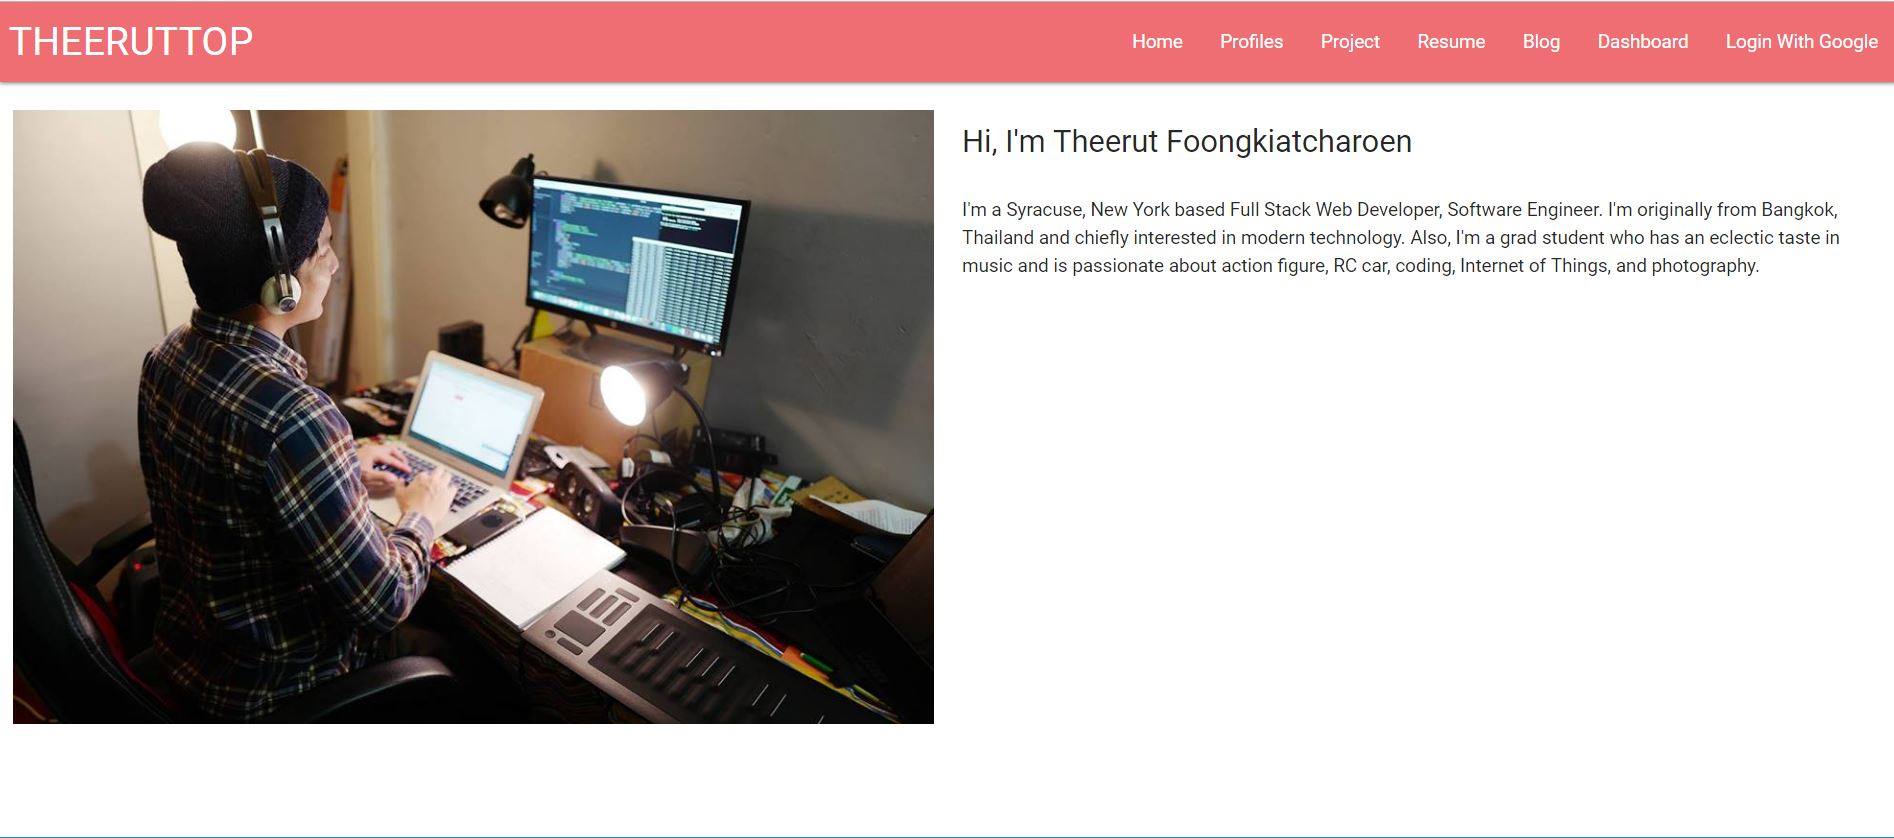 THEERUTTOP
Home Profiles Project Resume Blog Dashboard Login With Google
Hi, I'm Theerut Foongkiatcharoen
I'm a Syracuse, New York based Full Stack Web Developer, Software Engineer. I'm originally from Bangkok,
Thailand and chiefly interested in modern technology. Also, I'm a grad student who has an eclectic taste in
music and is passionate about action figure, RC car, coding, Internet of Things, and photography.